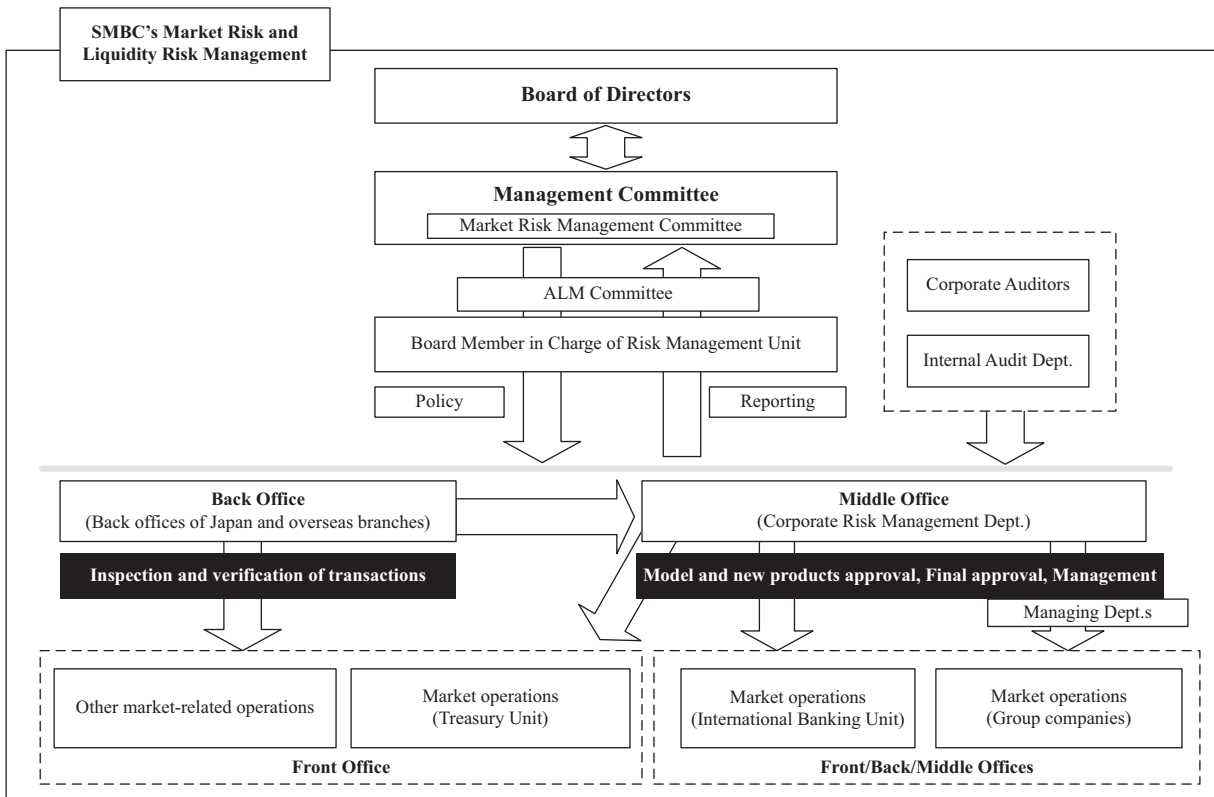 SMBC's Market Risk and
Liquidity Risk Management
Board of Directors
Management Committee
Market Risk Management Committee
ALM Committee
Board Member in Charge of Risk Management Unit
Policy
Reporting
Corporate Auditors
Internal Audit Dept.
Back Office
(Back offices of Japan and overseas branches)
Inspection and verification of transactions
Middle Office
(Corporate Risk Management Dept.)
Model and new products approval, Final approval, Management
Managing Dept.s
Other market-related operations
Market operations
(Treasury Unit)
Front Office
Market operations
(International Banking Unit)
Market operations
(Group companies)
Front/Back/Middle Offices